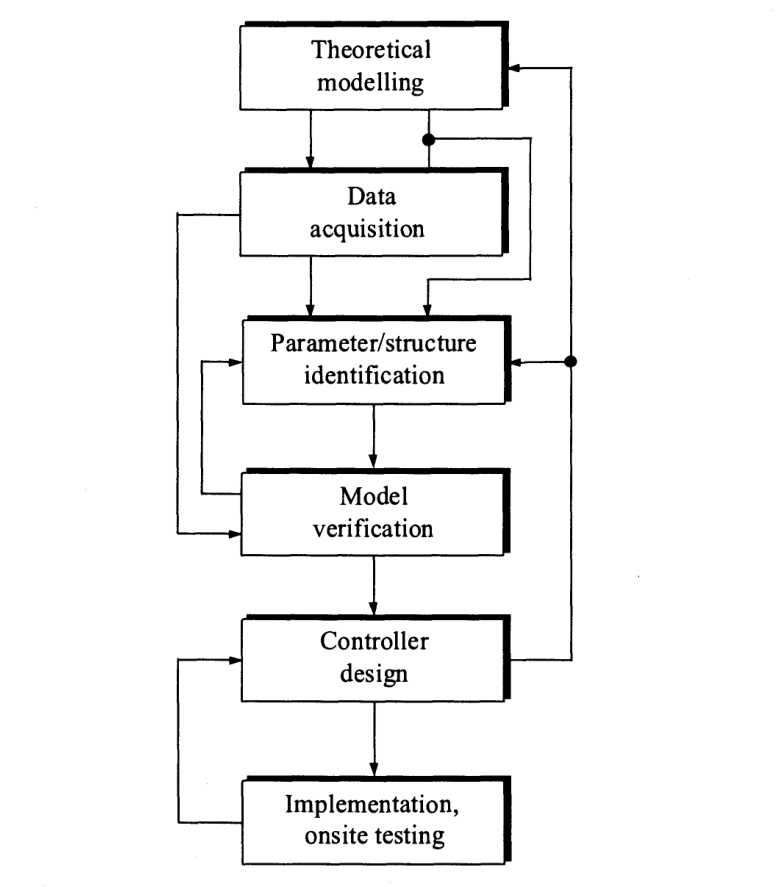 Theoretical
modelling
Data
acquisition
Parameter/structure
identification
Model
verification
Controller
design
Implementation,
onsite testing